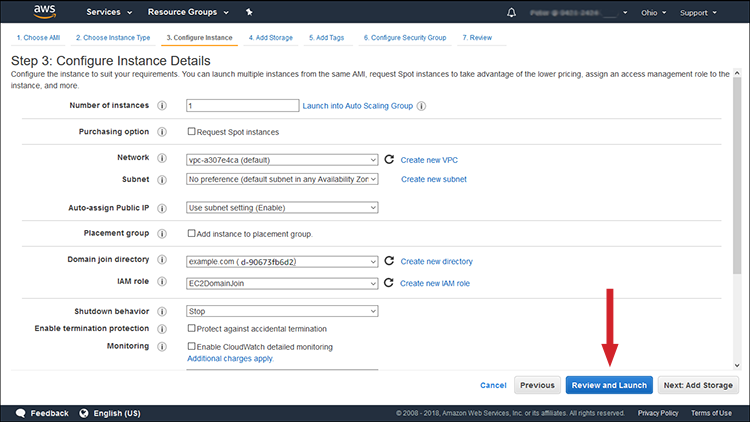 aws
Services Resource Groups Ohio Support
1. Choose AMI 2. Choose Instance Type 3. Configure Instance 4. Add Storage 5. Add Tags 6. Configure Security Group 7. Review
Step 3: Configure Instance Details
Configure the instance to suit your requirements. You can launch multiple instances from the same AMI, request Spot instances to take advantage of the lower pricing, assign an access management role to the
instance, and more.
Number of instances 1 Launch into Auto Scaling Group
Purchasing option Request Spot instances
Network vpc-a307e4ca (default) Create new VPC
Subnet No preference (default subnet in any Availability Zon Create new subnet
Auto-assign Public IP Use subnet setting (Enable)
Placement group Add instance to placement group.
Domain join directory example.com (d-90673fb6d2) Create new directory
IAM role EC2DomainJoin Create new IAM role
Shutdown behavior Stop
Enable termination protection Protect against accidental termination
Monitoring Enable CloudWatch detailed monitoring
Additional charges apply.
Cancel Previous Review and Launch Next: Add Storage
Feedback English (US) © 2008 - 2018, Amazon Web Services, Inc. or its affiliates. All rights reserved. Privacy Policy Terms of Use